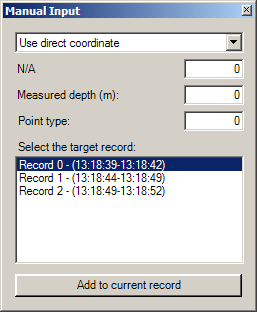 Manual Input
Use direct coordinate
N/A 0
Measured depth (m): 0
Point type: 0
Select the target record:
Record 0 - (13:18:39-13:18:42)
Record 1 - (13:18:44-13:18:49)
Record 2 - (13:18:49-13:18:52)
Add to current record